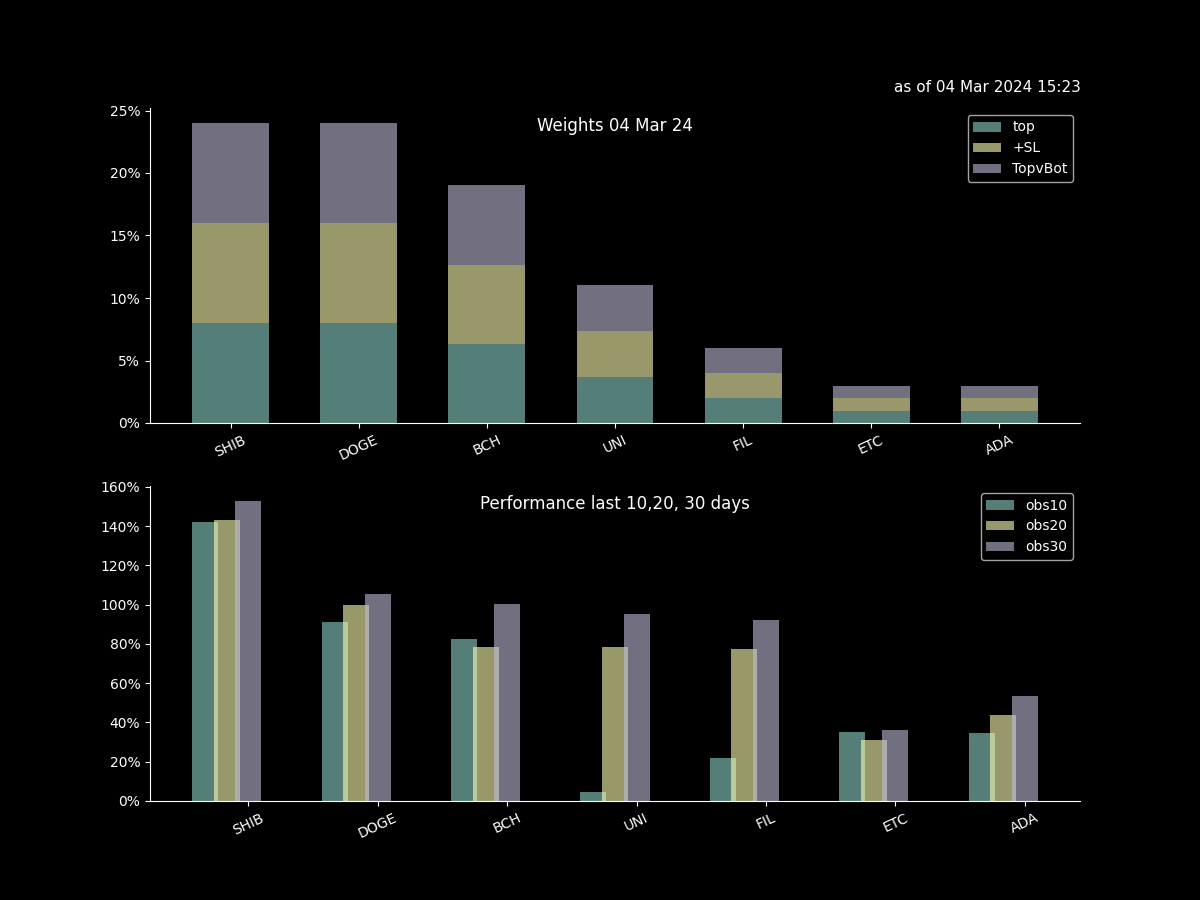 as of 04 Mar 2024 15:23
Weights 04 Mar 24
25%
20%
15%
10%
5%
0%
top
+SL
TopvBot
SHIB DOGE BCH UNI FIL ETC ADA
Performance last 10,20, 30 days
160%
140%
120%
100%
80%
60%
40%
20%
0%
obs10
obs20
obs30
SHIB DOGE BCH UNI FIL ETC ADA